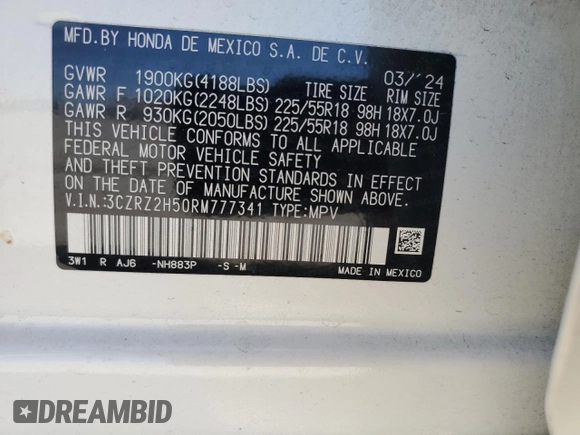 MFD.BY HONDA DE MEXICO S.A. DE C.V.
03/'24
GVWR 1900KG(4188LBS) TIRE SIZE RIM SIZE
GAWR F 1020KG(2248LBS) 225/55R18 98H 18X7.0J
GAWR R 930KG(2050LBS) 225/55R18 98H 18X7.0J
THIS VEHICLE CONFORMS TO ALL APPLICABLE
FEDERAL MOTOR VEHICLE SAFETY
AND THEFT PREVENTION STANDARDS IN EFFECT
ON THE DATE OF MANUFACTURE SHOWN ABOVE.
V.I.N.:3CZRZ2H50RM777341 TYPE:MPV
3W1 R AJ6 -NH883P -S -M
MADE IN MEXICO
DREAMBID